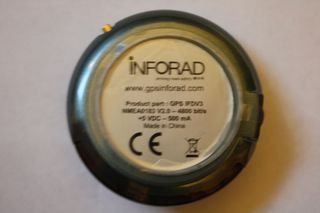 iNFORAD
www.gpsinforad.com
Product part : GPS IFDV3
NMEA0183 V2.0 – 4800 bit/s
+5 VDC – 500 mA
Made in China
CE